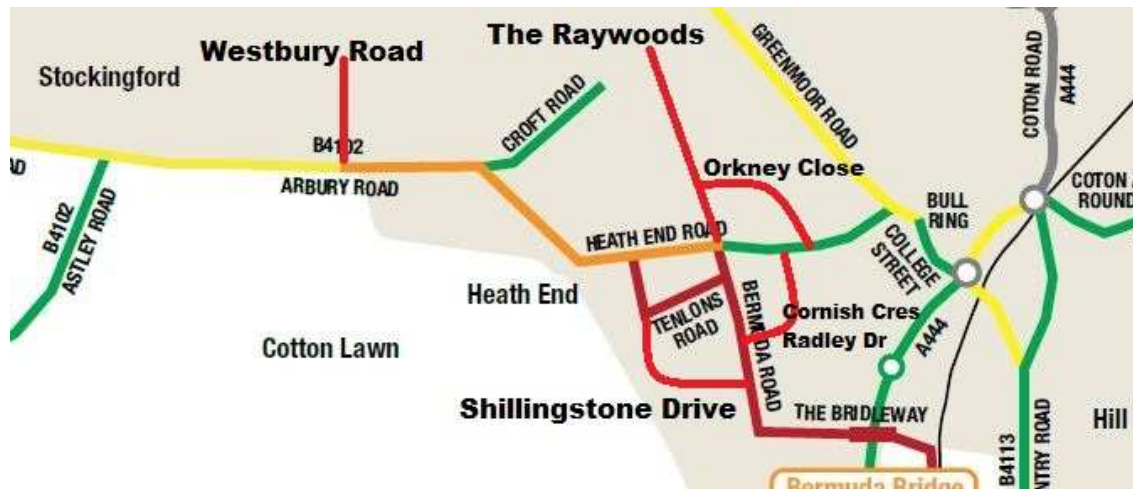 Westbury Road
The Raywoods
Stockingford
GREENMOOR ROAD
COTON ROAD
A444
CROFT ROAD
B4102
ARBURY ROAD
Orkney Close
BULL
RING
COTON
ROUND
B4102
ASTLEY ROAD
HEATH END ROAD
COLLEGE
STREET
Heath End
BERMUDA ROAD
TENLONS
ROAD
Cornish Cres
Radley Dr
A444
Cotton Lawn
Shillingstone Drive
THE BRIDLEWAY
Hill
B4113
NTRY ROAD
Bermuda Bridge